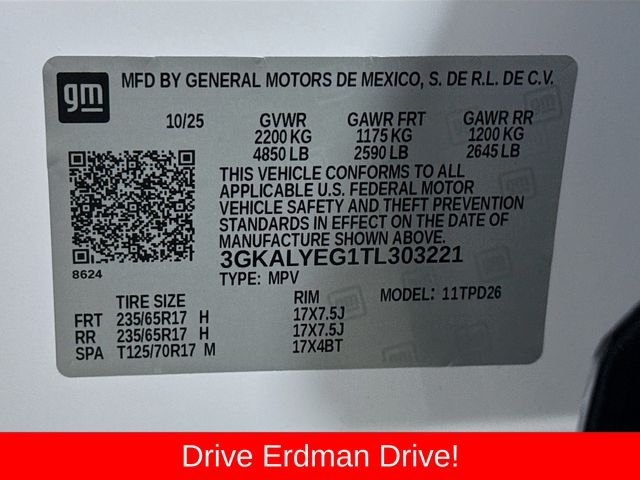 gm
MFD BY GENERAL MOTORS DE MEXICO, S. DE R.L. DE C.V.
10/25 GVWR GAWR FRT GAWR RR
2200 KG 1175 KG 1200 KG
4850 LB 2590 LB 2645 LB
THIS VEHICLE CONFORMS TO ALL
APPLICABLE U.S. FEDERAL MOTOR
VEHICLE SAFETY AND THEFT PREVENTION
STANDARDS IN EFFECT ON THE DATE OF
MANUFACTURE SHOWN ABOVE.
3GKALYEG1TL303221
8624
TYPE: MPV
TIRE SIZE RIM MODEL: 11TPD26
FRT 235/65R17 H 17X7.5J
RR 235/65R17 H 17X7.5J
SPA T125/70R17 M 17X4BT
Drive Erdman Drive!